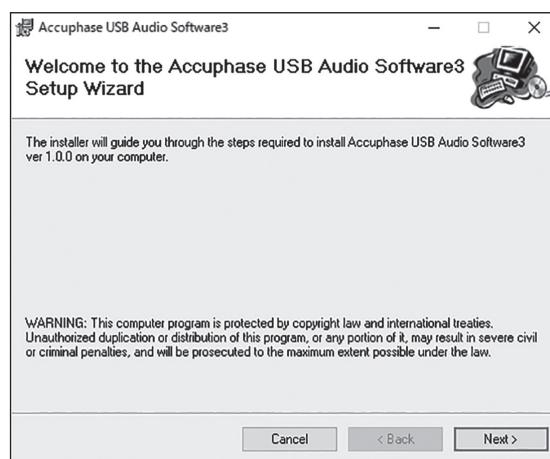 Accuphase USB Audio Software3
Welcome to the Accuphase USB Audio Software3
Setup Wizard
The installer will guide you through the steps required to install Accuphase USB Audio Software3
ver 1.0.0 on your computer.
WARNING: This computer program is protected by copyright law and international treaties.
Unauthorized duplication or distribution of this program, or any portion of it, may result in severe civil
or criminal penalties, and will be prosecuted to the maximum extent possible under the law.
Cancel
< Back
Next >